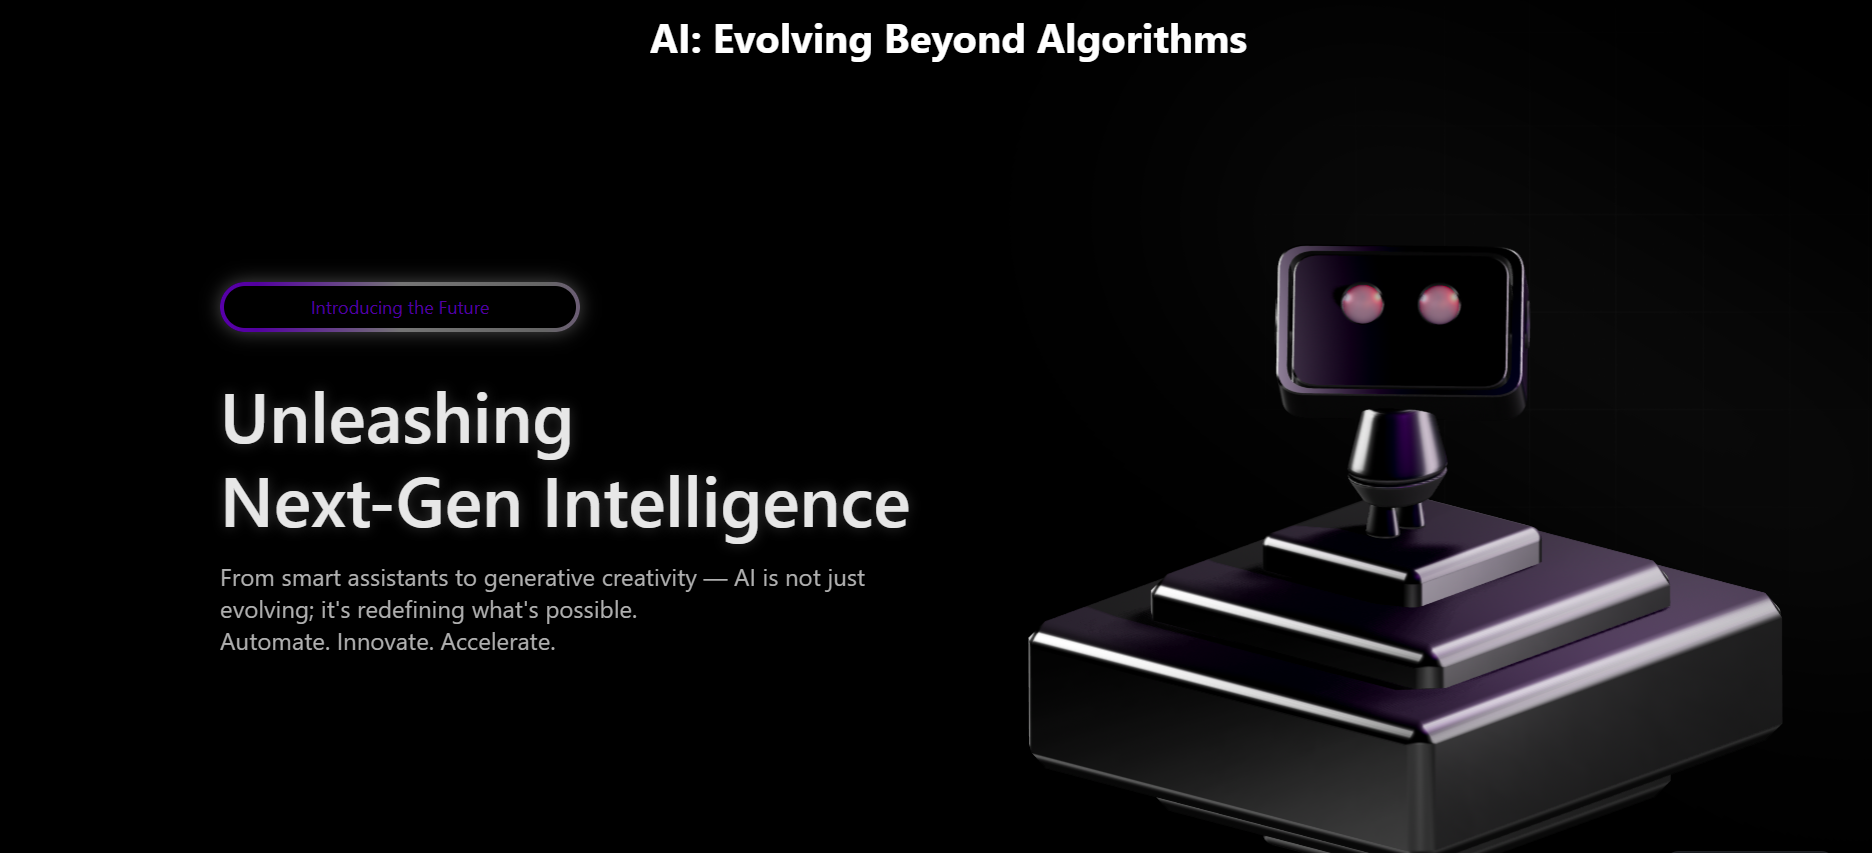 AI: Evolving Beyond Algorithms
Introducing the Future
Unleashing
Next-Gen Intelligence
From smart assistants to generative creativity — AI is not just
evolving; it's redefining what's possible.
Automate. Innovate. Accelerate.